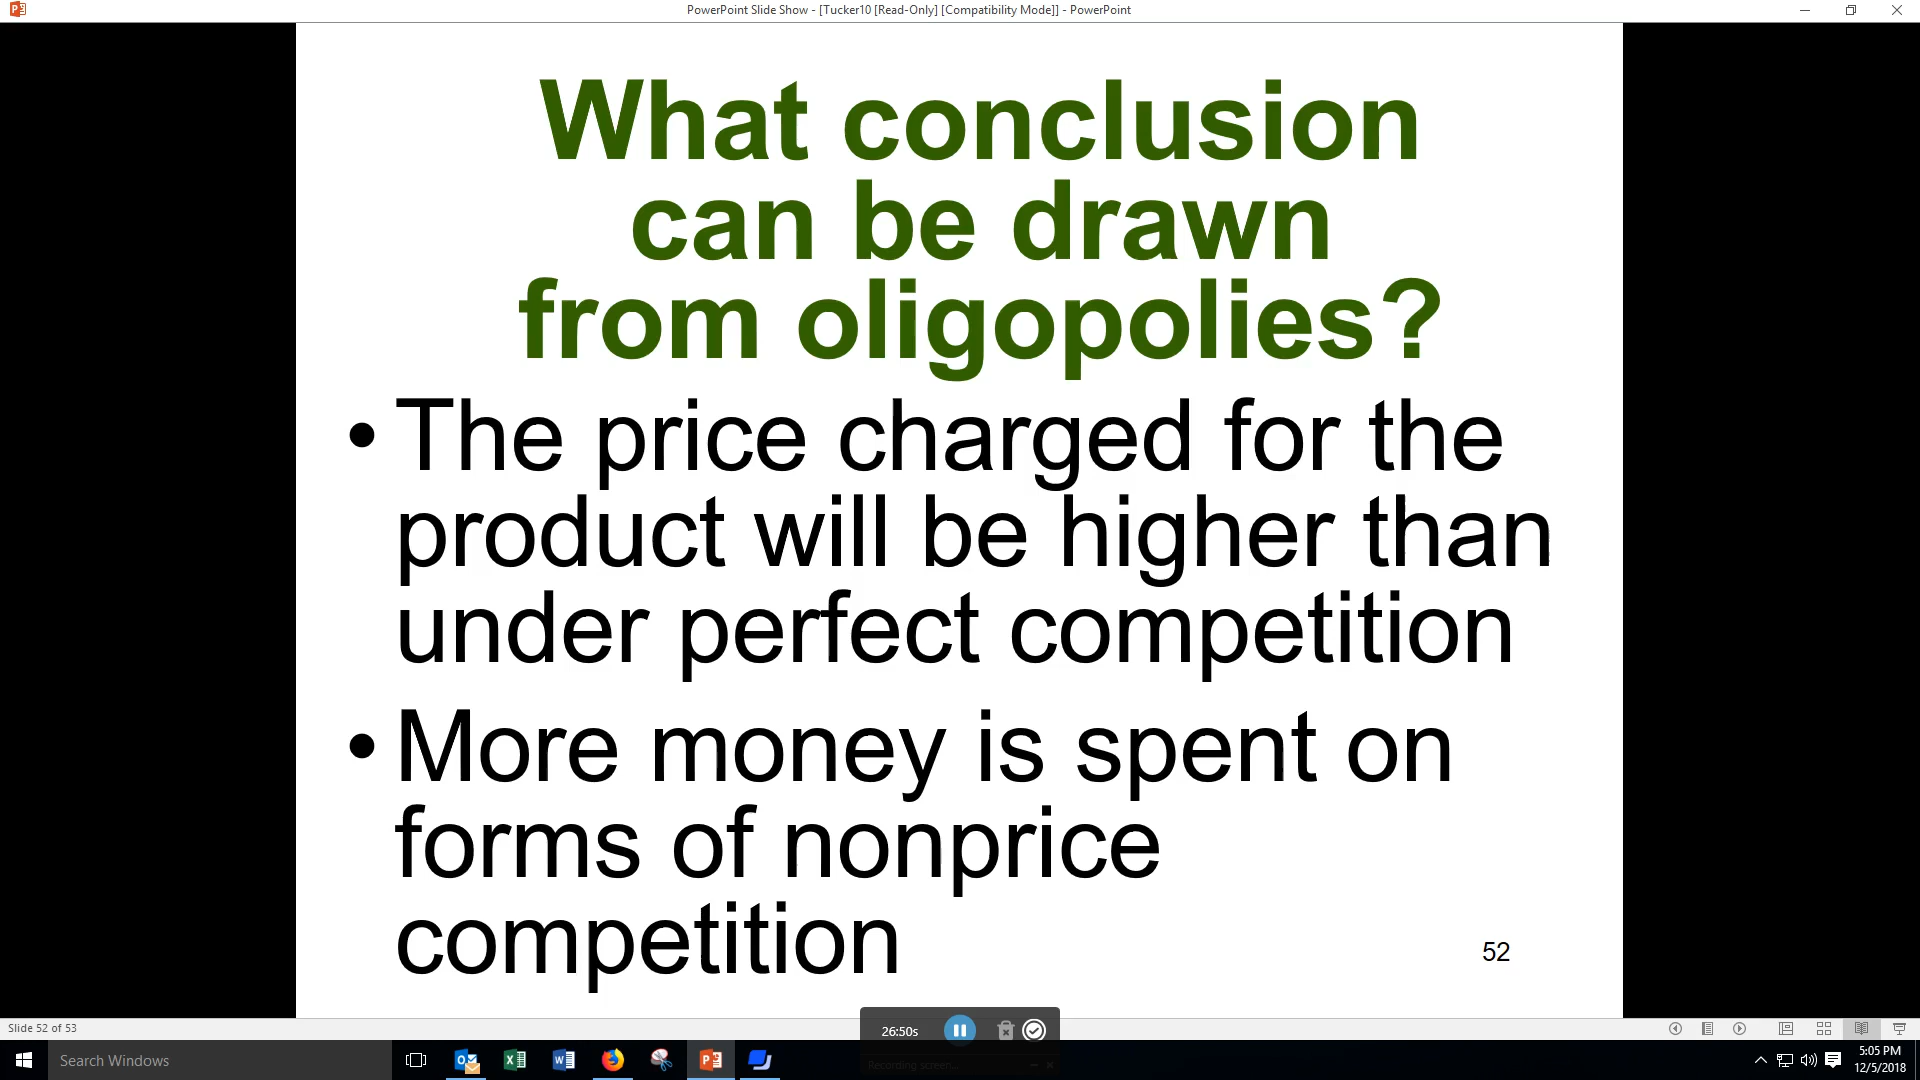 PowerPoint Slide Show - [Tucker10 [Read-Only] [Compatibility Mode]] - PowerPoint
What conclusion
can be drawn
from oligopolies?
• The price charged for the
product will be higher than
under perfect competition
• More money is spent on
forms of nonprice
competition
52
26:50s
Slide 52 of 53
Recording screen...
Search Windows
5:05 PM
12/5/2018